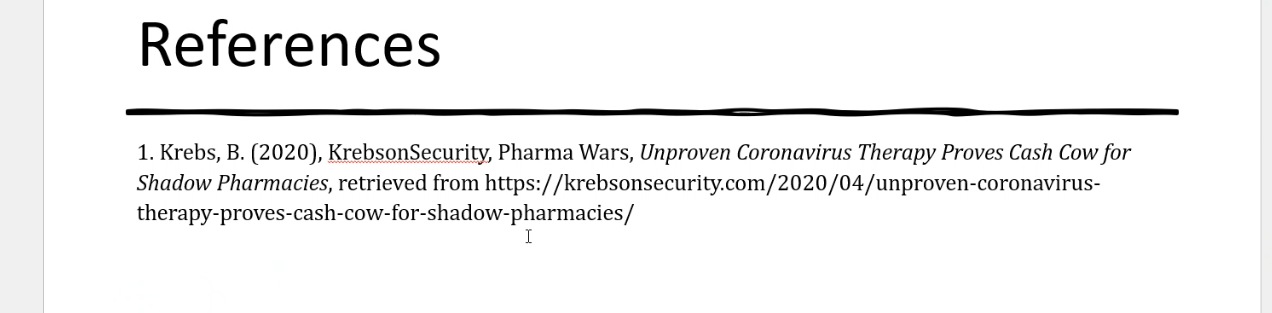 References
1. Krebs, B. (2020), KrebsonSecurity, Pharma Wars, Unproven Coronavirus Therapy Proves Cash Cow for
Shadow Pharmacies, retrieved from https://krebsonsecurity.com/2020/04/unproven-coronavirus-
therapy-proves-cash-cow-for-shadow-pharmacies/